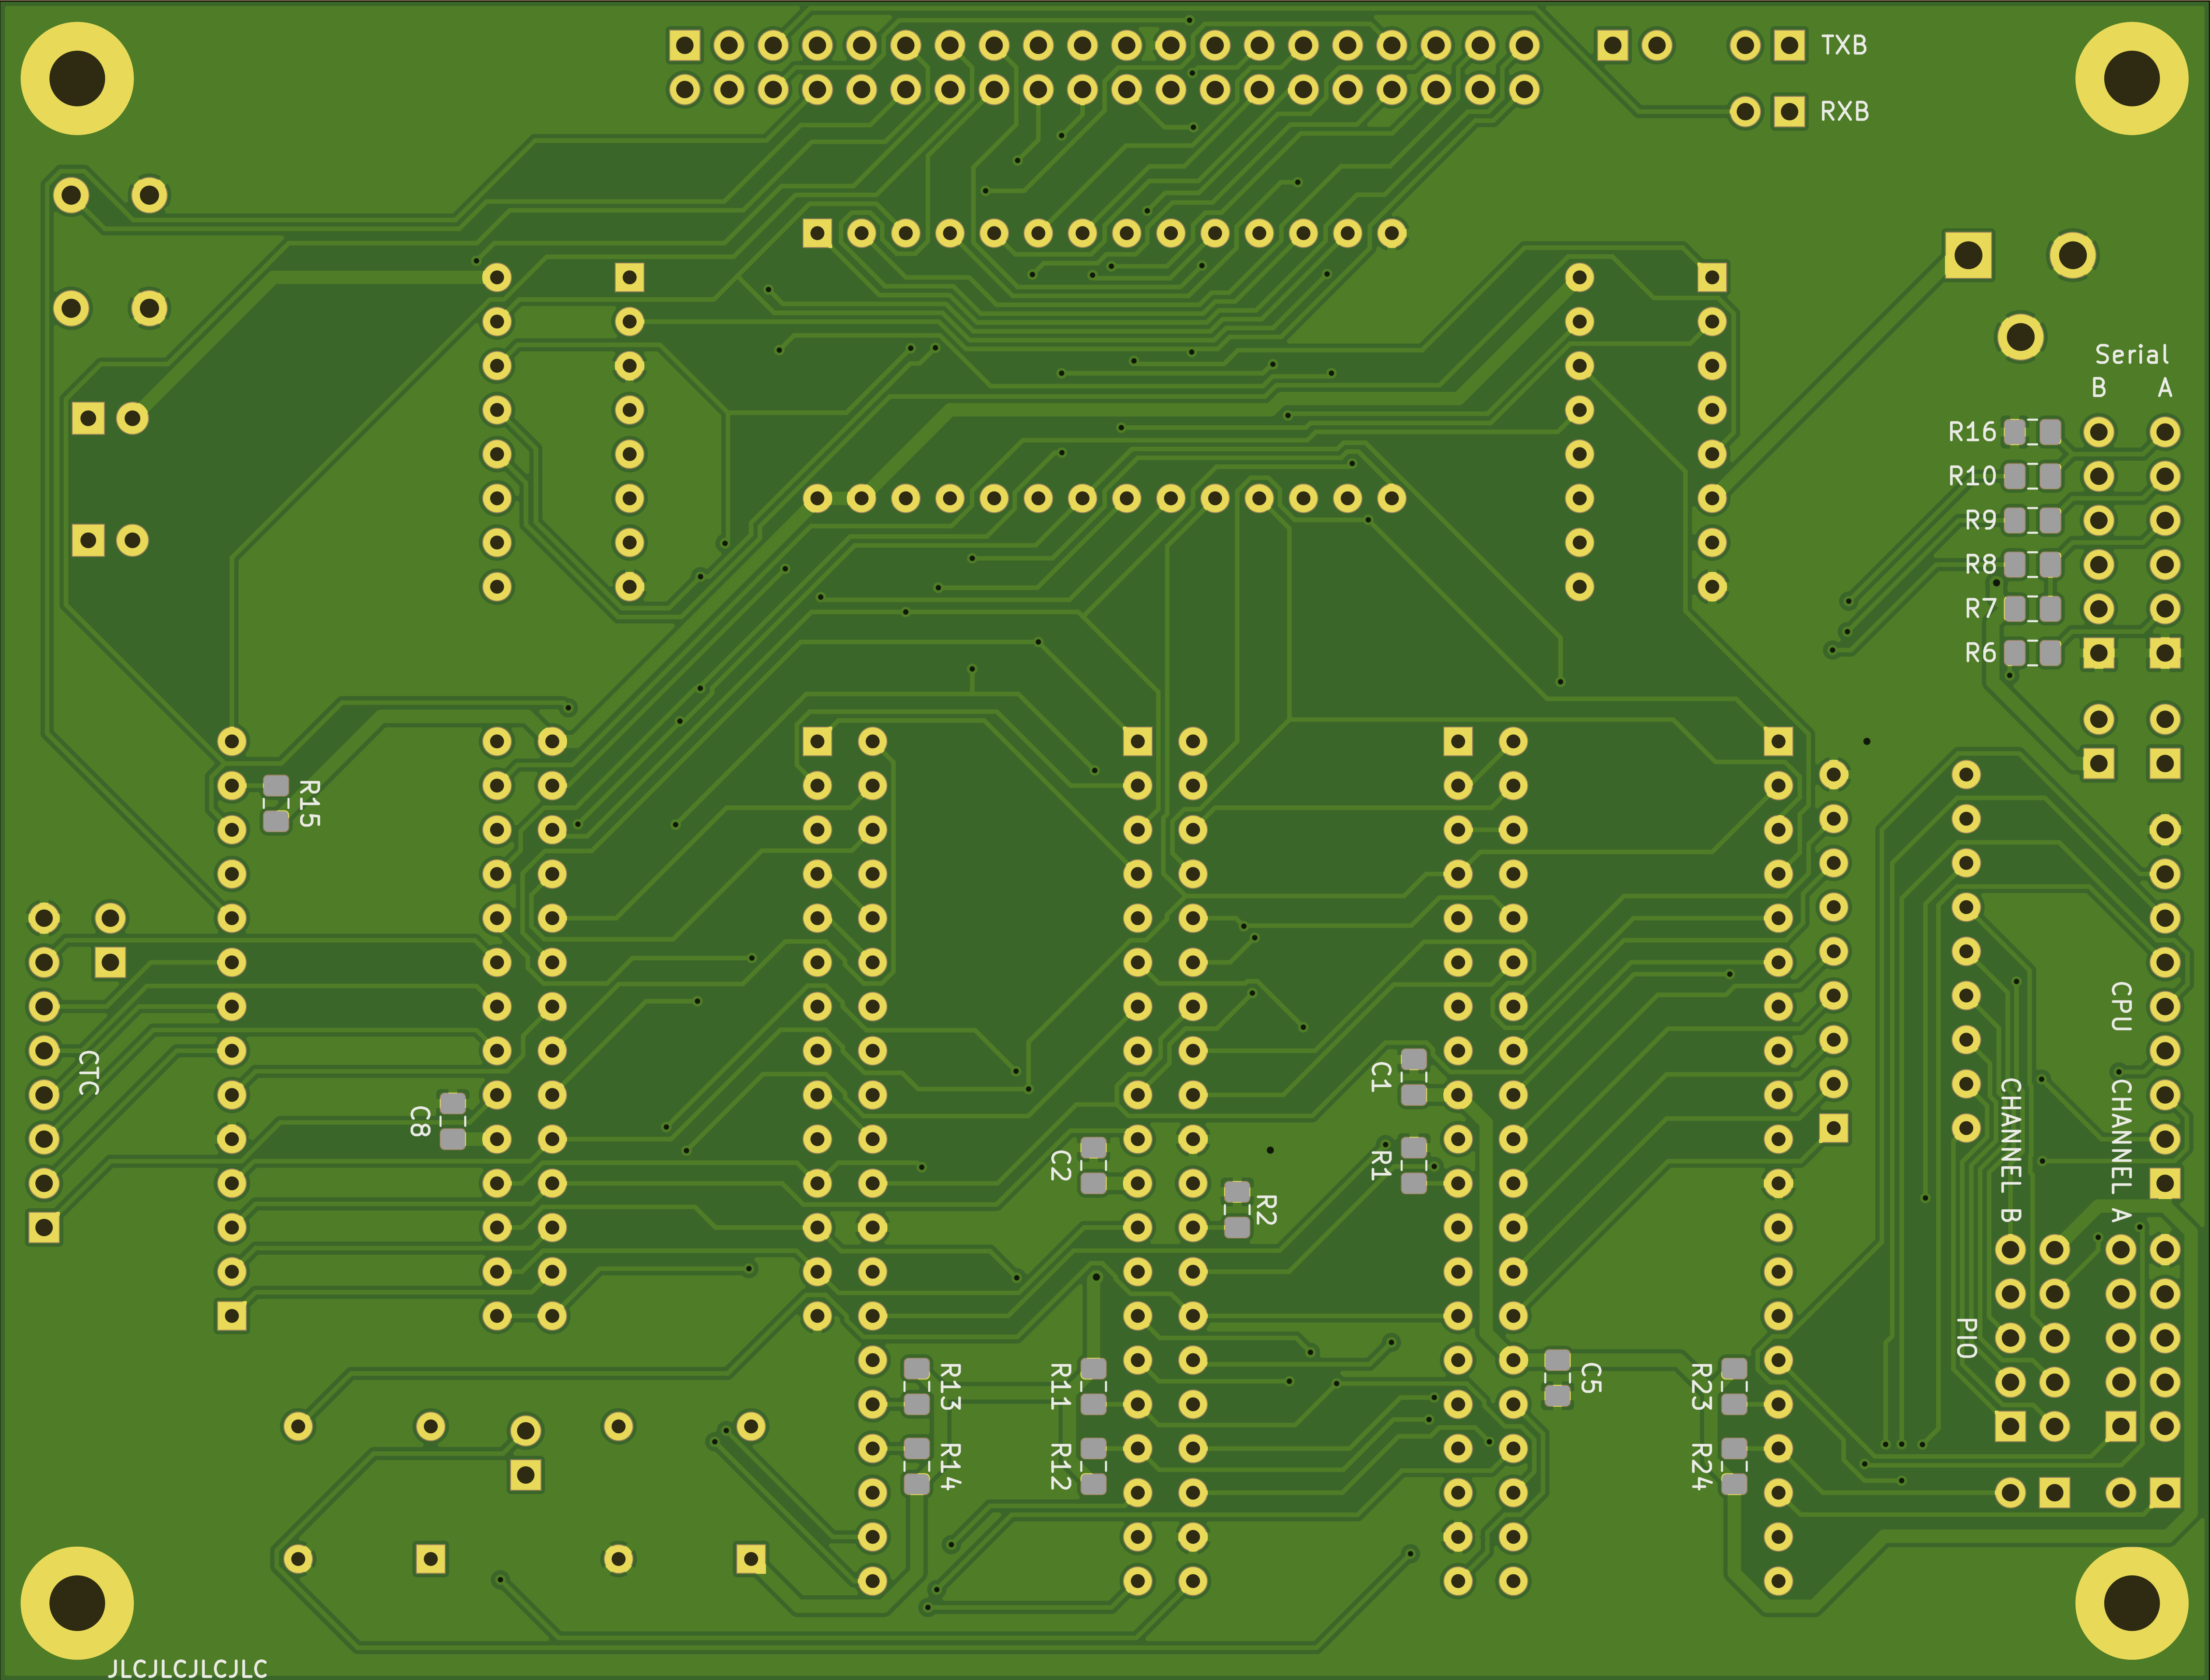 TXB
RXB
Serial
B A
R16
R10
R9
R8
R7
R6
R15
CPU
CTC
C1
C8
C2
R1
R2
CHANNEL B
CHANNEL A
PIO
R13
R11
C5
R23
R14
R12
R24
JLCJLCJLCJLC